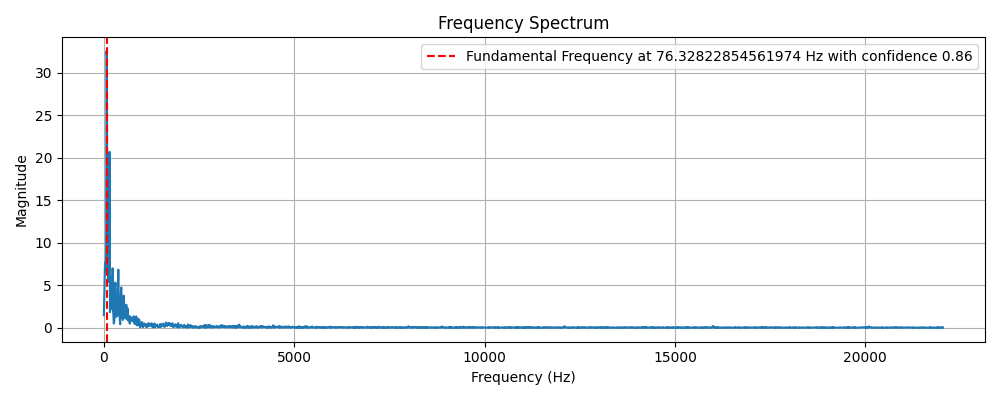 Frequency Spectrum
Fundamental Frequency at 76.32822854561974 Hz with confidence 0.86
Magnitude
30
25
20
15
10
5
0
0 5000 10000 15000 20000
Frequency (Hz)